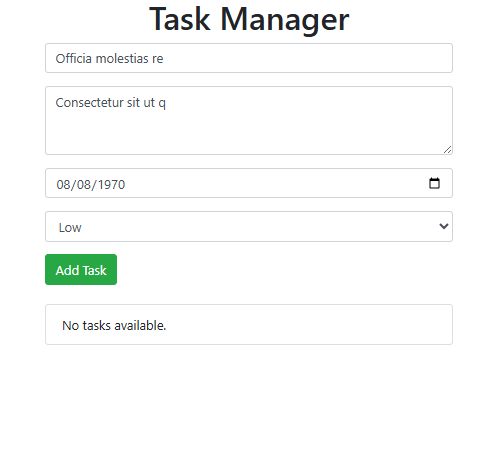 Task Manager
Officia molestias re
Consectetur sit ut q
08/08/1970
Low
Add Task
No tasks available.